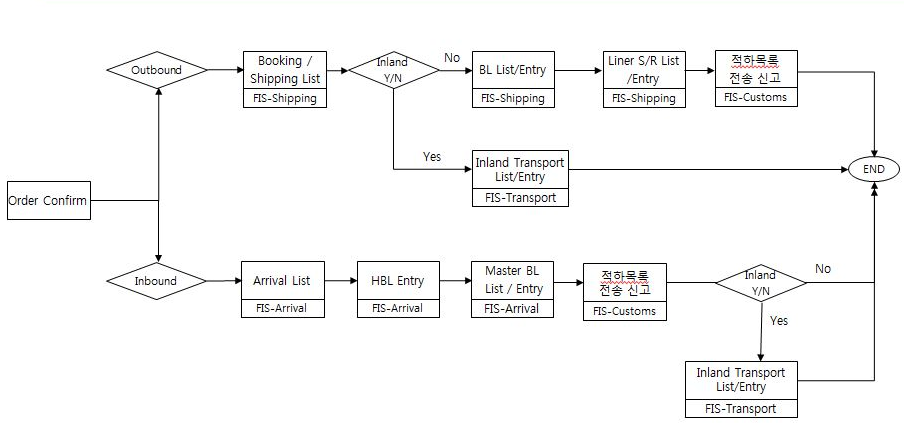 Outbound
Booking /
Shipping List
FIS-Shipping
Inland
Y/N
No
BL List/Entry
FIS-Shipping
Liner S/R List
/Entry
FIS-Shipping
적하목록
전송 신고
FIS-Customs
Yes
Inland Transport
List/Entry
FIS-Transport
END
Order Confirm
Inbound
Arrival List
FIS-Arrival
HBL Entry
FIS-Arrival
Master BL
List / Entry
FIS-Arrival
적하목록
전송 신고
FIS-Customs
Inland
Y/N
No
Yes
Inland Transport
List/Entry
FIS-Transport